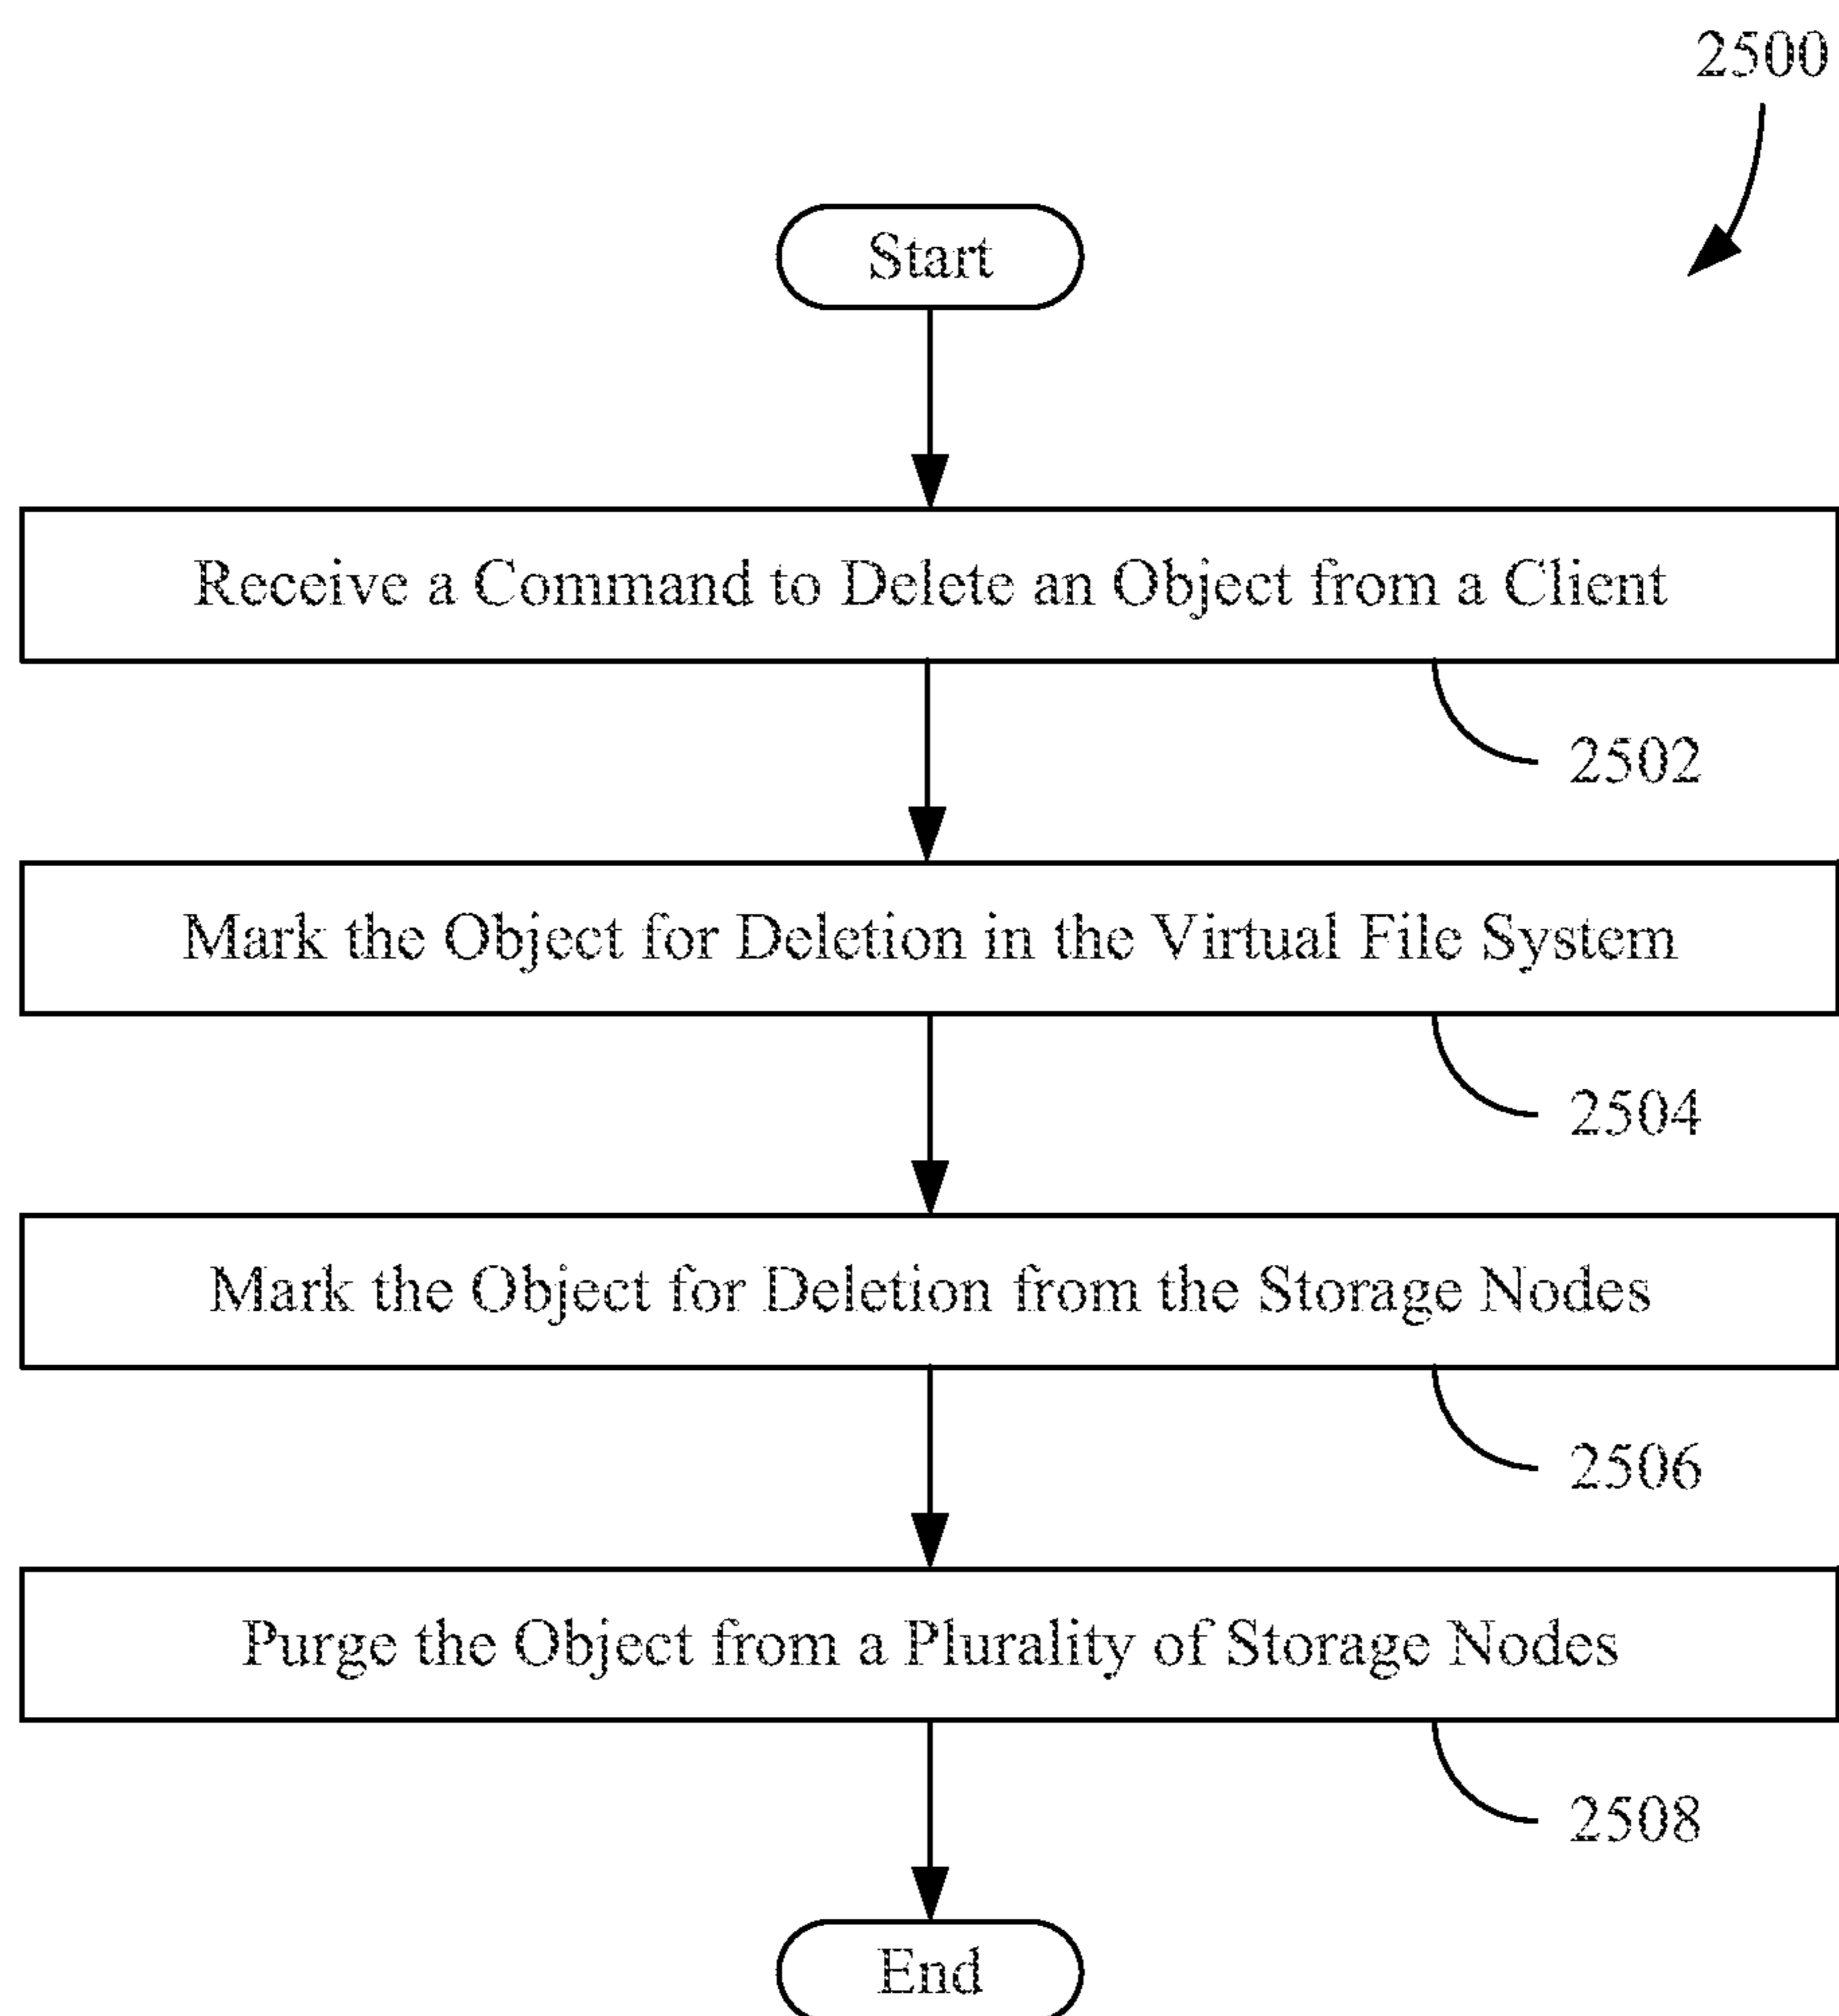 2500
Start
Receive a Command to Delete an Object from a Client
2502
Mark the Object for Deletion in the Virtual File System
2504
Mark the Object for Deletion from the Storage Nodes
2506
Purge the Object from a Plurality of Storage Nodes
2508
End